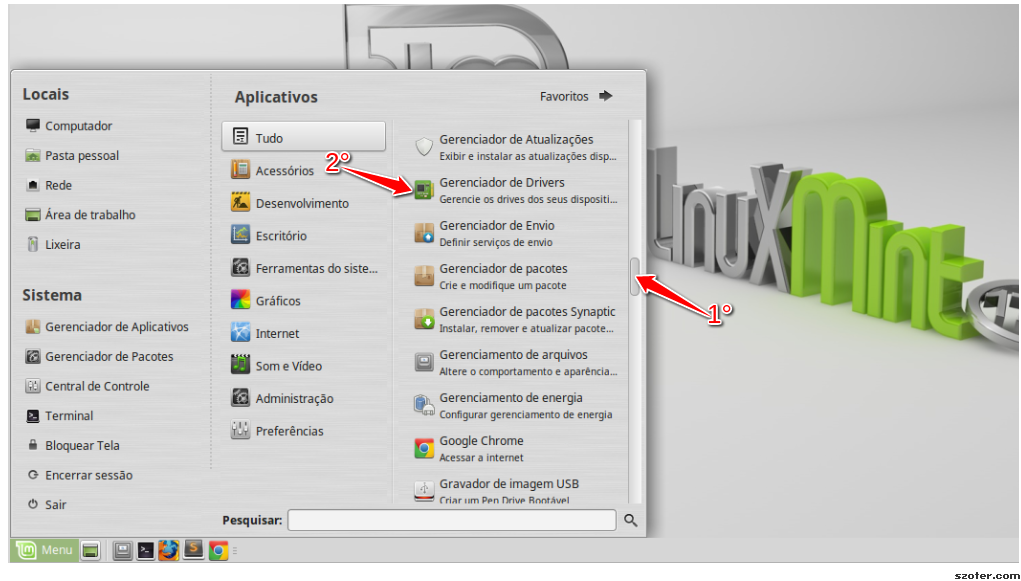 Locais
Computador
Pasta pessoal
Rede
Área de trabalho
Lixeira
Sistema
Gerenciador de Aplicativos
Gerenciador de Pacotes
Central de Controle
Terminal
Bloquear Tela
Encerrar sessão
Sair
Aplicativos
Favoritos
Tudo
Acessórios
Desenvolvimento
Escritório
Ferramentas do siste...
Gráficos
Internet
Som e Vídeo
Administração
Preferências
2°
Gerenciador de Atualizações
Exibir e instalar as atualizações disp...
Gerenciador de Drivers
Gerencie os drives dos seus dispositi...
Gerenciador de Envio
Definir serviços de envio
Gerenciador de pacotes
Crie e modifique um pacote
Gerenciador de pacotes Synaptic
Instalar, remover e atualizar pacote...
Gerenciamento de arquivos
Altere o comportamento e aparência...
Gerenciamento de energia
Configurar gerenciamento de energia
Google Chrome
Acessar a internet
Gravador de imagem USB
Criar um Pen Drive Bootável
1°
Pesquisar:
LinuxMint
Menu
szoter.com